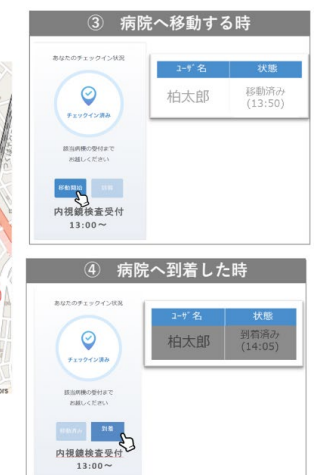 ③ 病院へ移動する時
あなたのチェックイン状況
チェックイン済み
該当病棟の受付まで
お越しください
移動開始 到着
内視鏡検査受付
13:00～
ユーザ名 状態
柏太郎 移動済み
(13:50)
④ 病院へ到着した時
あなたのチェックイン状況
チェックイン済み
該当病棟の受付まで
お越しください
移動済み 到着
内視鏡検査受付
13:00～
ユーザ名 状態
柏太郎 到着済み
(14:05)
ors